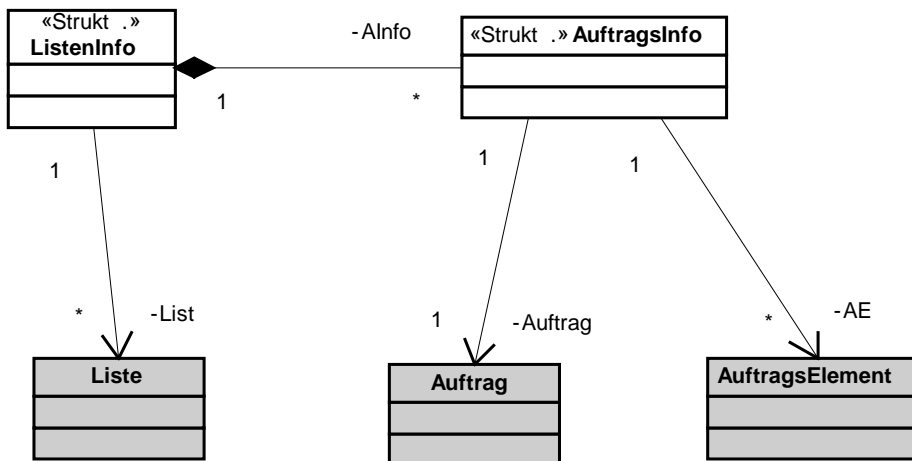 «Strukt .»
ListenInfo
-AInfo
«Strukt .» AuftragsInfo
1
*
1
1
1
*
-List
1
-Auftrag
*
-AE
Liste
Auftrag
AuftragsElement